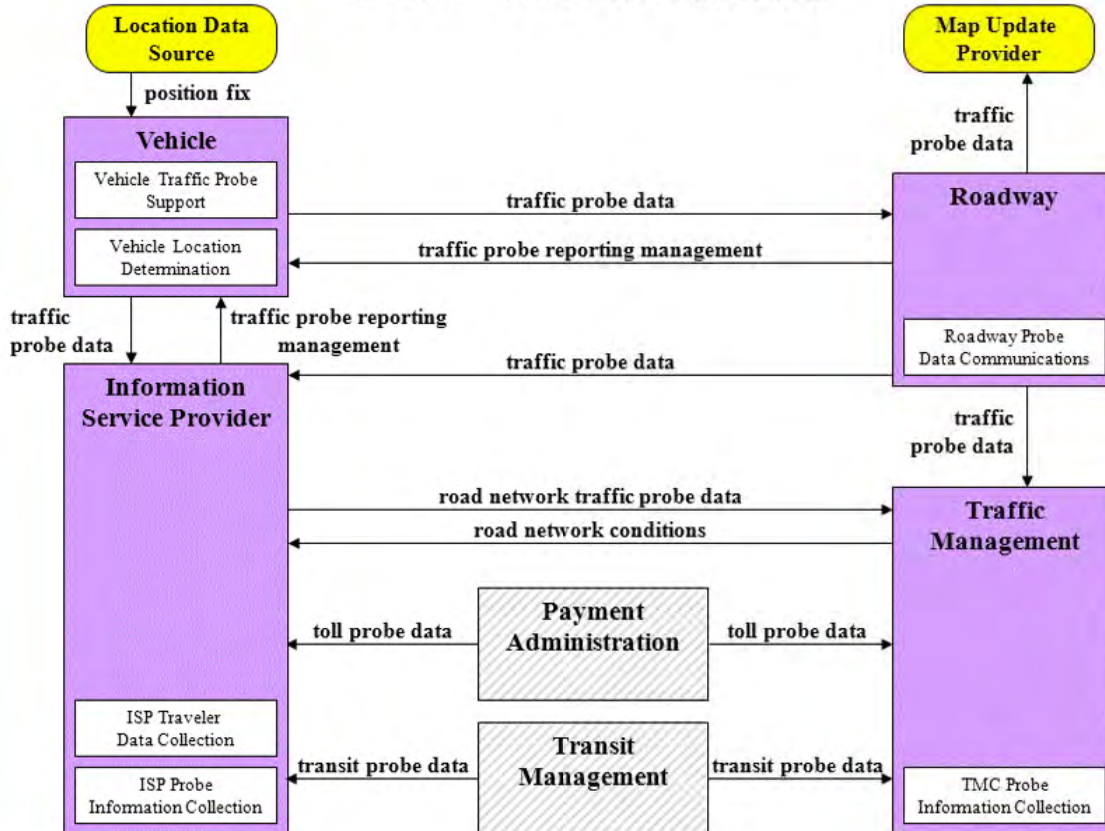 Location Data
Source
Map Update
Provider
position fix
traffic
probe data
Vehicle
Vehicle Traffic Probe
Support
Vehicle Location
Determination
Roadway
Roadway Probe
Data Communications
traffic probe data
traffic probe reporting management
traffic
probe data
traffic probe reporting
management
traffic probe data
traffic
probe data
Information
Service Provider
road network traffic probe data
road network conditions
Traffic
Management
Payment
Administration
toll probe data
toll probe data
ISP Traveler
Data Collection
ISP Probe
Information Collection
Transit
Management
transit probe data
transit probe data
TMC Probe
Information Collection